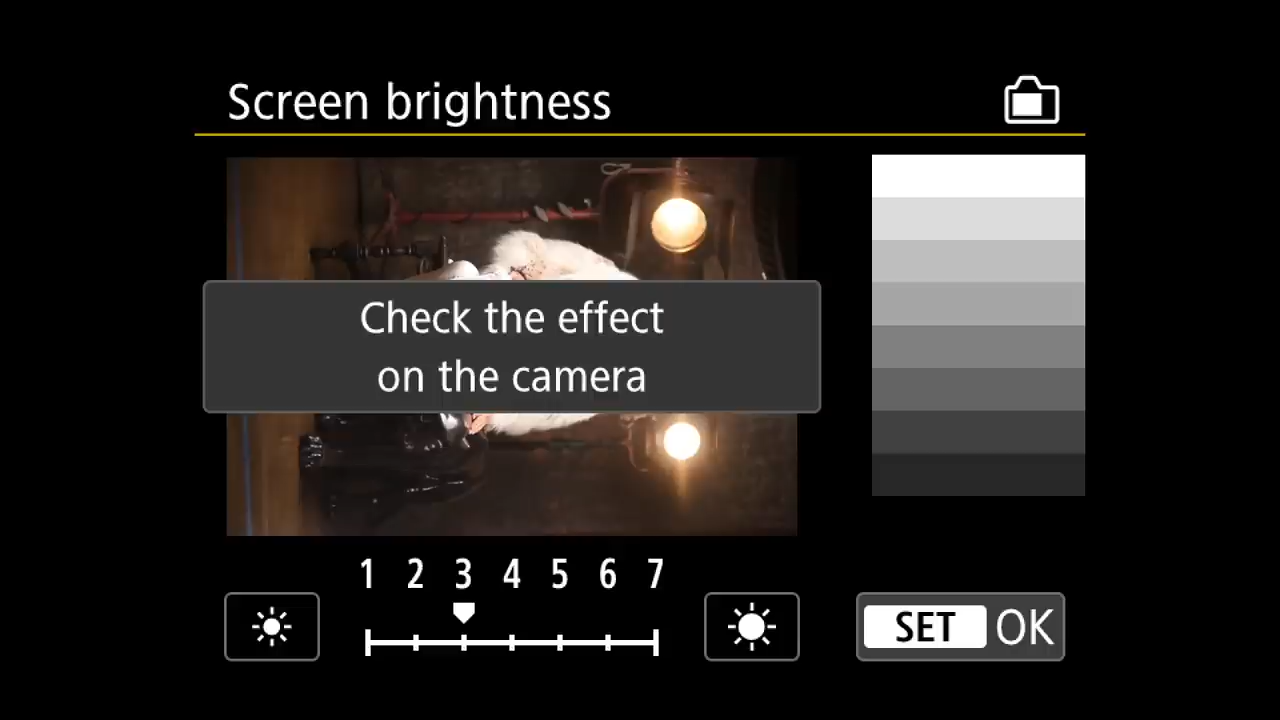 Screen brightness
Check the effect
on the camera
1 2 3 4 5 6 7
SET OK